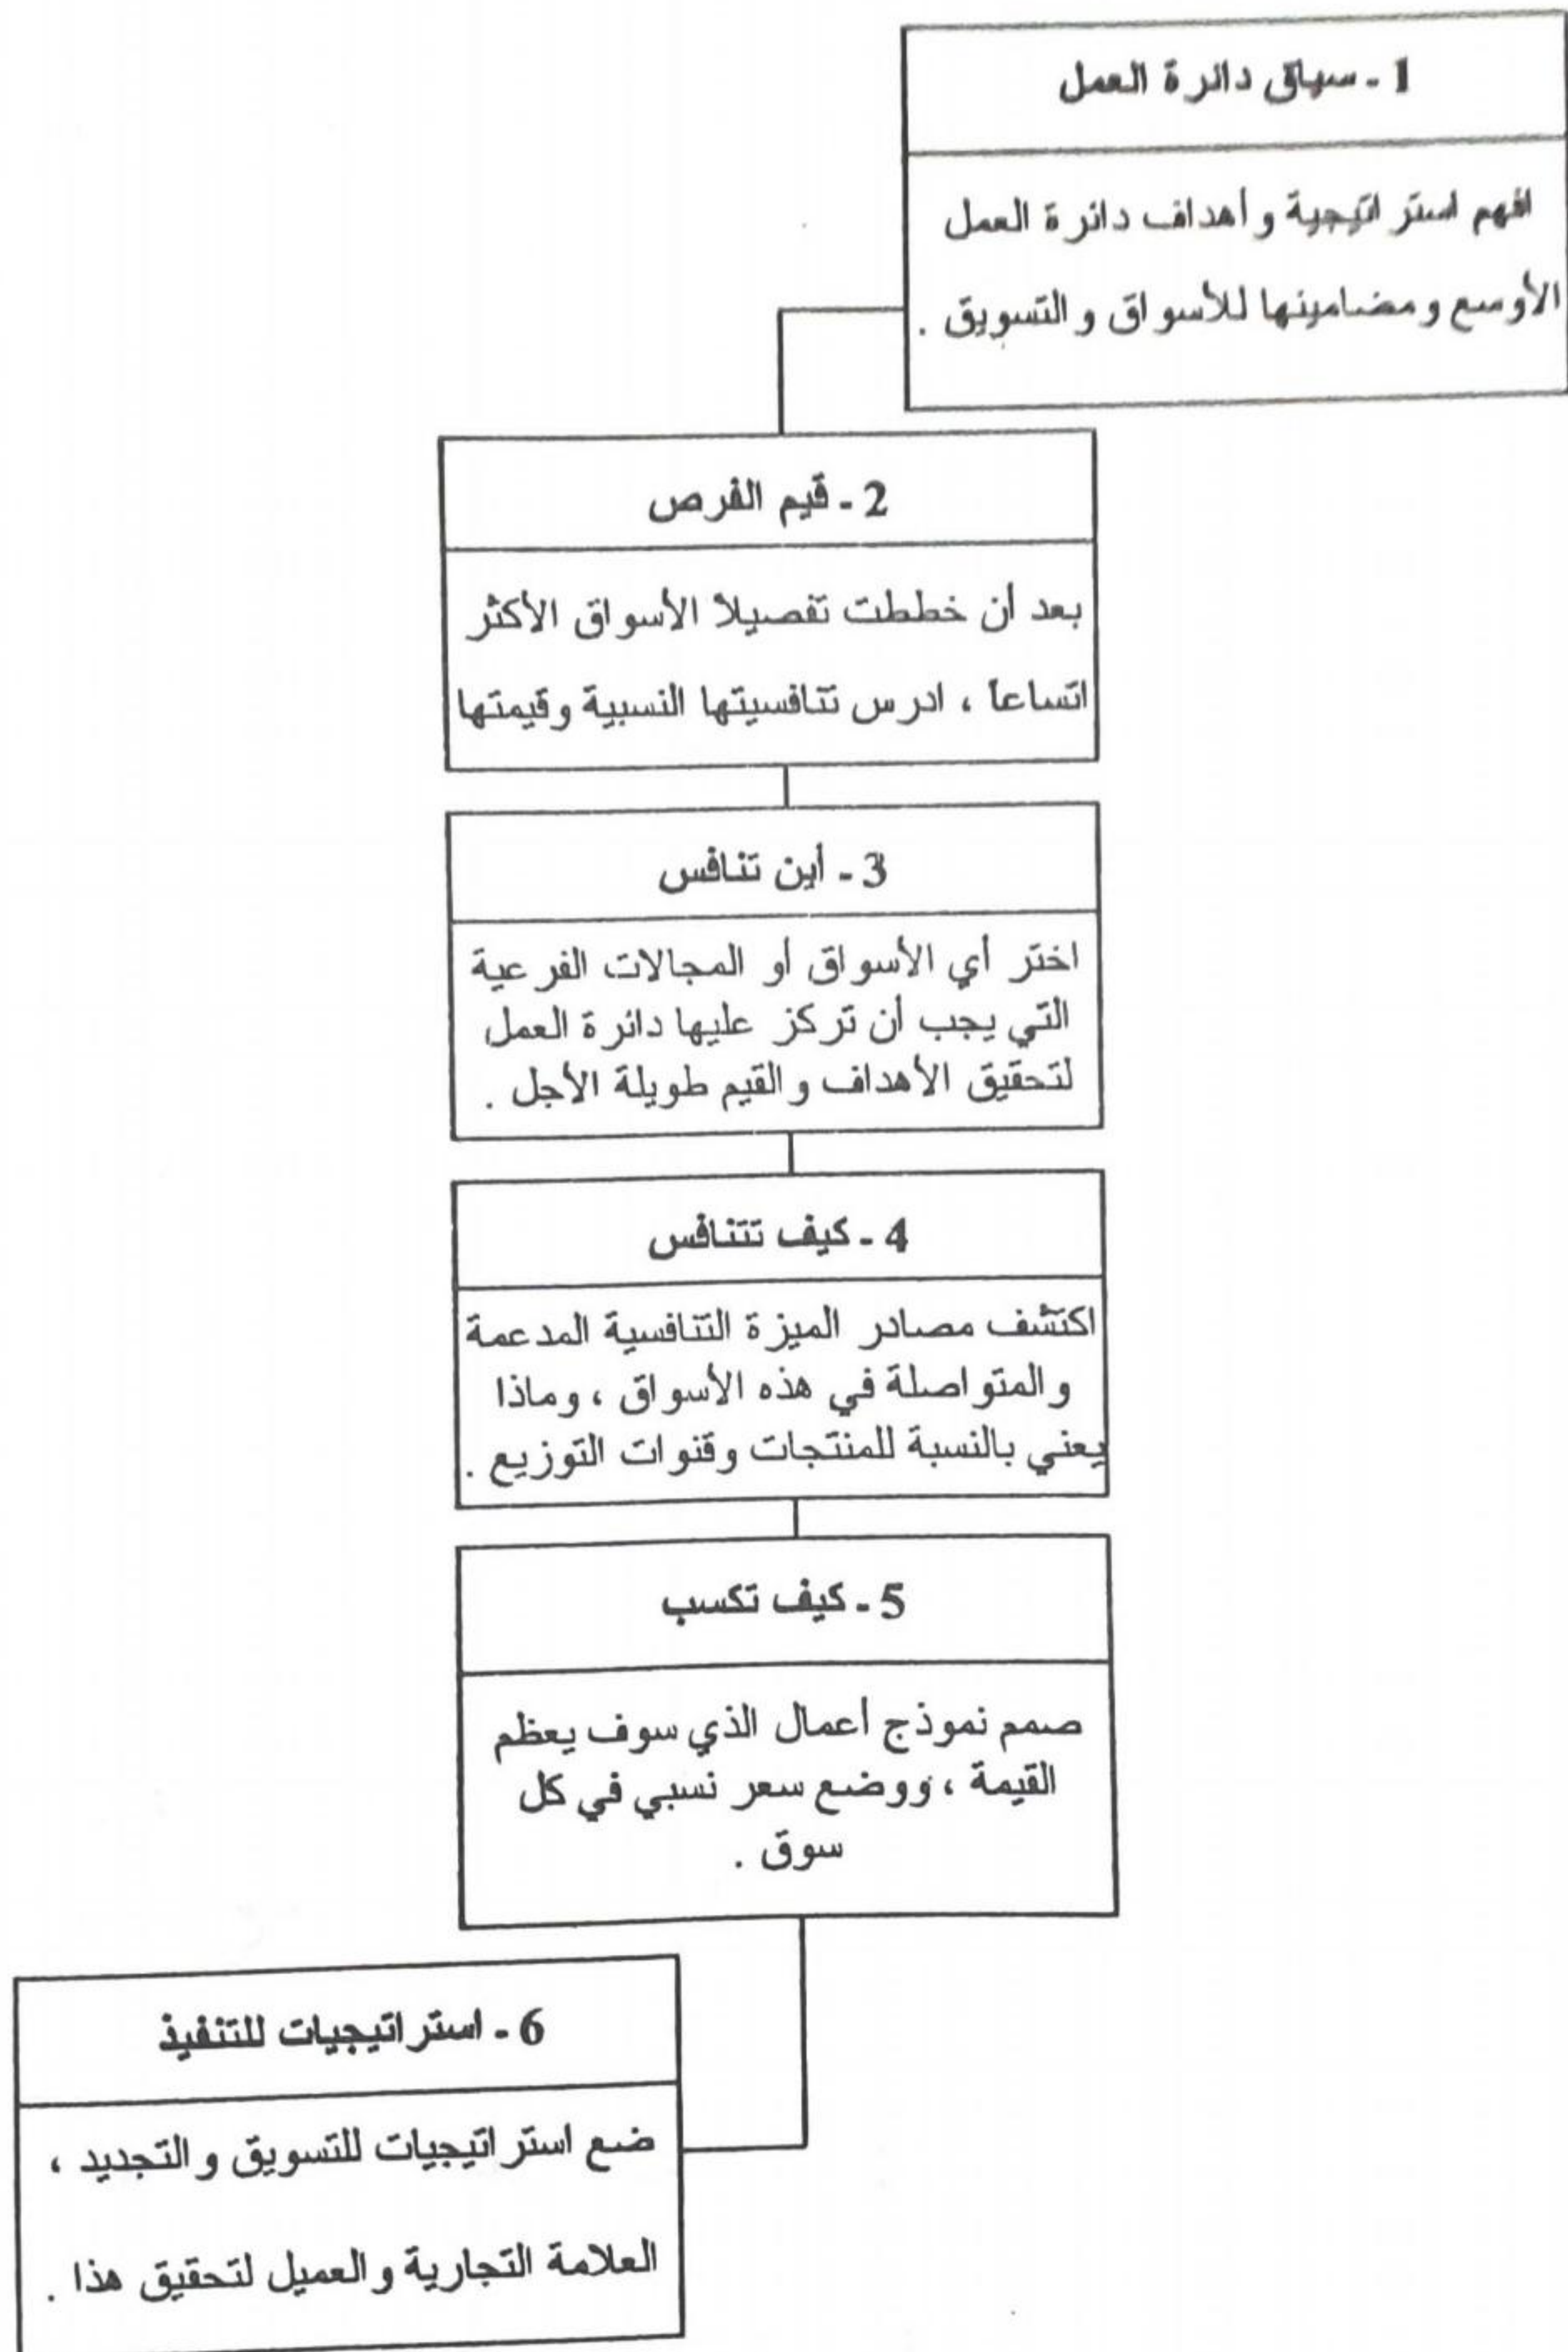 1 - سياق دائرة العمل
افهم استراتيجية وأهداف دائرة العمل
الأوسع ومضامينها للأسواق والتسويق .
2 - قيم الفرص
بعد أن خططت تفصيلاً الأسواق الأكثر
اتساعاً ، ادرس تنافسيتها النسبية وقيمتها
3 - أين تنافس
اختر أي الأسواق أو المجالات الفرعية
التي يجب أن تركز عليها دائرة العمل
لتحقيق الأهداف والقيم طويلة الأجل .
4 - كيف تتنافس
اكتشف مصادر الميزة التنافسية المدعمة
والمتواصلة في هذه الأسواق ، وماذا
يعني بالنسبة للمنتجات وقنوات التوزيع .
5 - كيف تكسب
صمم نموذج أعمال الذي سوف يعظم
القيمة ، ووضع سعر نسبي في كل
سوق .
6 - استراتيجيات للتنفيذ
ضع استراتيجيات للتسويق والتجديد ،
العلامة التجارية والعميل لتحقيق هذا .